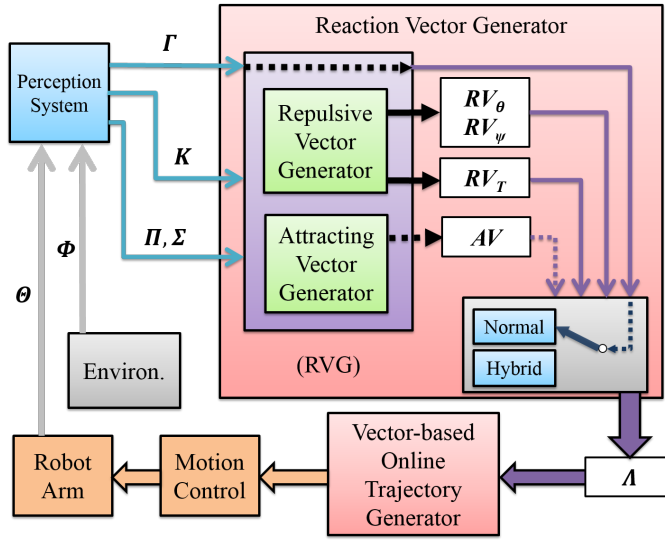 Reaction Vector Generator
Γ
Perception
System
Repulsive
Vector
Generator
RVθ
RVψ
K
RVT
Π, Σ
Attracting
Vector
Generator
AV
Φ
Θ
Normal
Hybrid
Environ.
(RVG)
Robot
Arm
Motion
Control
Vector-based
Online
Trajectory
Generator
Λ